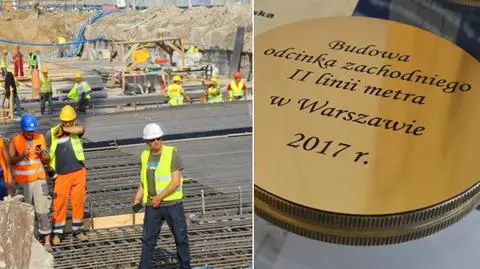 Budowa
odcinka zachodniego
II linii metra
w Warszawie
2017 r.